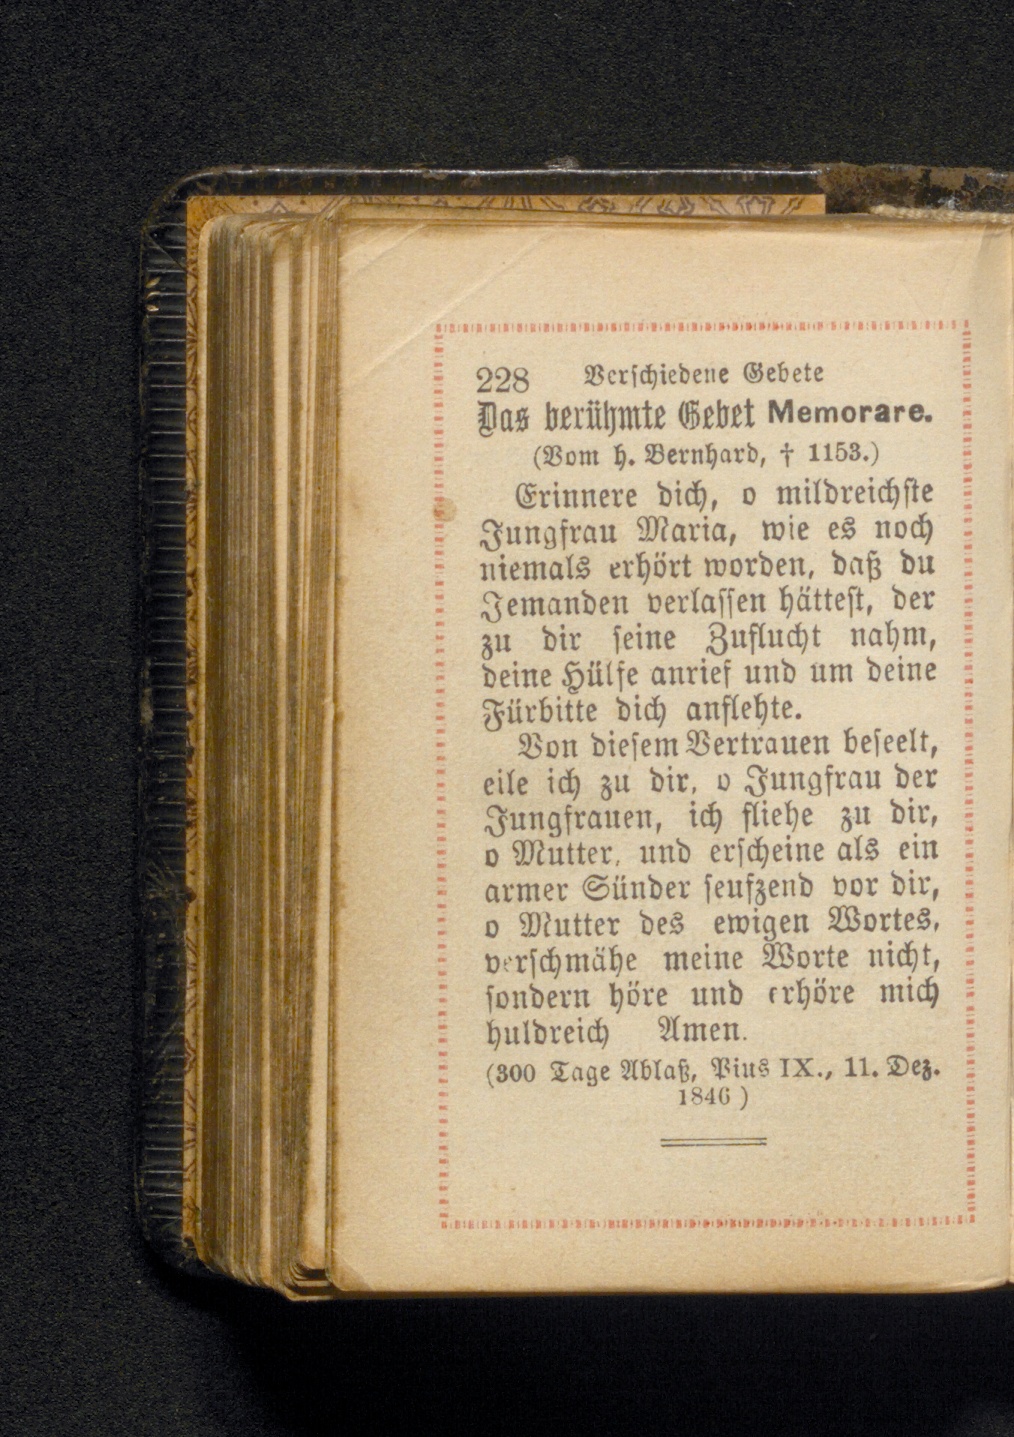 228 Verschiedene Gebete
Das berühmte Gebet Memorare.
(Vom h. Bernhard, † 1153.)
Erinnere dich, o mildreichste
Jungfrau Maria, wie es noch
niemals erhört worden, daß du
Jemanden verlassen hättest, der
zu dir seine Zuflucht nahm,
deine Hülfe anrief und um deine
Fürbitte dich anflehte.
Von diesem Vertrauen beseelt,
eile ich zu dir, o Jungfrau der
Jungfrauen, ich fliehe zu dir,
o Mutter, und erscheine als ein
armer Sünder seufzend vor dir,
o Mutter des ewigen Wortes,
verschmähe meine Worte nicht,
sondern höre und erhöre mich
huldreich Amen.
(300 Tage Ablaß, Pius IX., 11. Dez.
1846 )